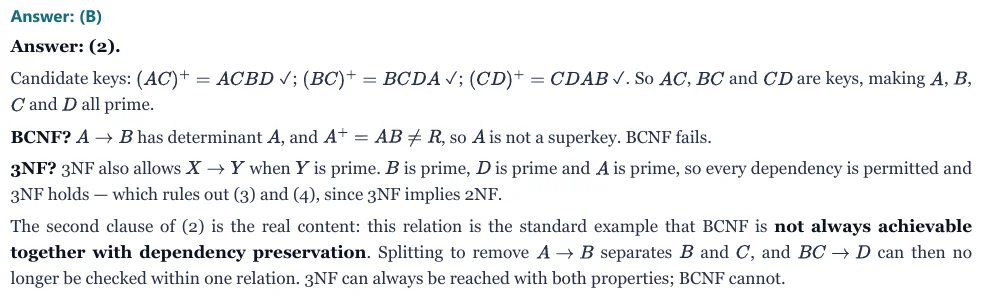 Answer: (B)
Answer: (2).
Candidate keys: (AC)⁺ = ACBD ✓; (BC)⁺ = BCDA ✓; (CD)⁺ = CDAB ✓. So AC, BC and CD are keys, making A, B,
C and D all prime.
BCNF? A → B has determinant A, and A⁺ = AB ≠ R, so A is not a superkey. BCNF fails.
3NF? 3NF also allows X → Y when Y is prime. B is prime, D is prime and A is prime, so every dependency is permitted and
3NF holds — which rules out (3) and (4), since 3NF implies 2NF.
The second clause of (2) is the real content: this relation is the standard example that BCNF is not always achievable
together with dependency preservation. Splitting to remove A → B separates B and C, and BC → D can then no
longer be checked within one relation. 3NF can always be reached with both properties; BCNF cannot.